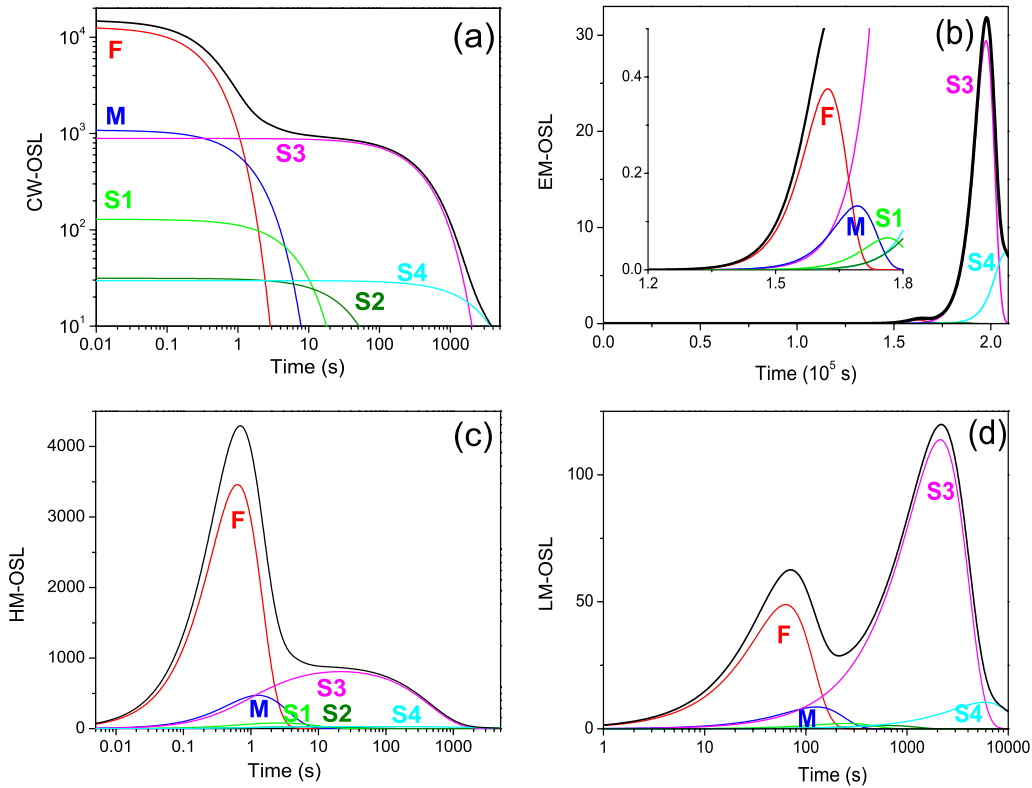 (a)
CW-OSL
10^4
10^3
10^2
10^1
F
M
S1
S3
S4
S2
0.01 0.1 1 10 100 1000
Time (s)
(b)
EM-OSL
30
20
10
0
0.4
0.2
0.0
1.2 1.5 1.8
F
M
S1
S3
S4
0.0 0.5 1.0 1.5 2.0
Time (10^5 s)
(c)
HM-OSL
4000
3000
2000
1000
0
F
M
S1
S2
S3
S4
0.01 0.1 1 10 100 1000
Time (s)
(d)
LM-OSL
100
50
0
F
M
S3
S4
1 10 100 1000 10000
Time (s)